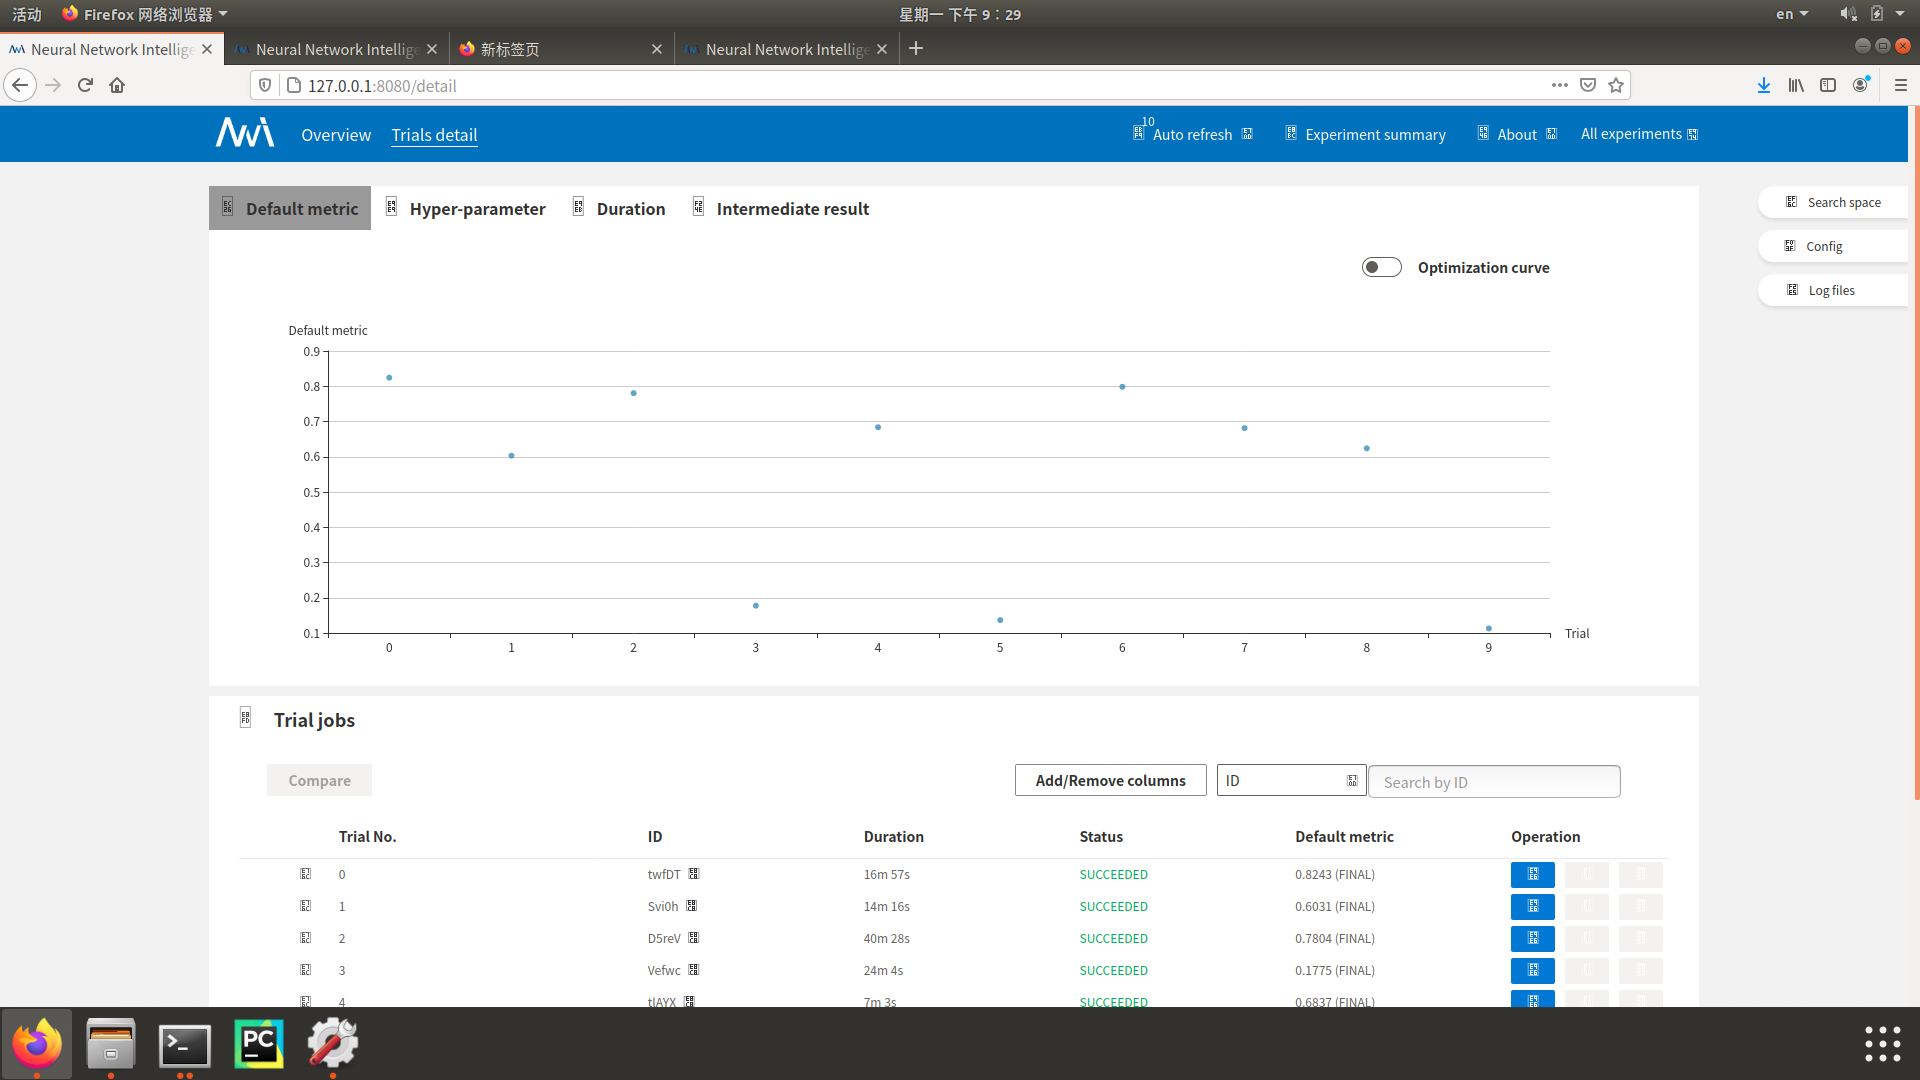 活动 Firefox 网络浏览器 星期一 下午 9:29 en
Neural Network Intellige Neural Network Intellige 新标签页 Neural Network Intellige
127.0.0.1:8080/detail
Overview Trials detail 10 Auto refresh Experiment summary About All experiments
Default metric Hyper-parameter Duration Intermediate result
Search space
Config
Log files
Optimization curve
Default metric
0.9
0.8
0.7
0.6
0.5
0.4
0.3
0.2
0.1
Trial
0 1 2 3 4 5 6 7 8 9
Trial jobs
Compare Add/Remove columns ID Search by ID
Trial No. ID Duration Status Default metric Operation
0 twfDT 16m 57s SUCCEEDED 0.8243 (FINAL)
1 Svi0h 14m 16s SUCCEEDED 0.6031 (FINAL)
2 D5reV 40m 28s SUCCEEDED 0.7804 (FINAL)
3 Vefwc 24m 4s SUCCEEDED 0.1775 (FINAL)
4 tlAYX 7m 3s SUCCEEDED 0.6837 (FINAL)
PC